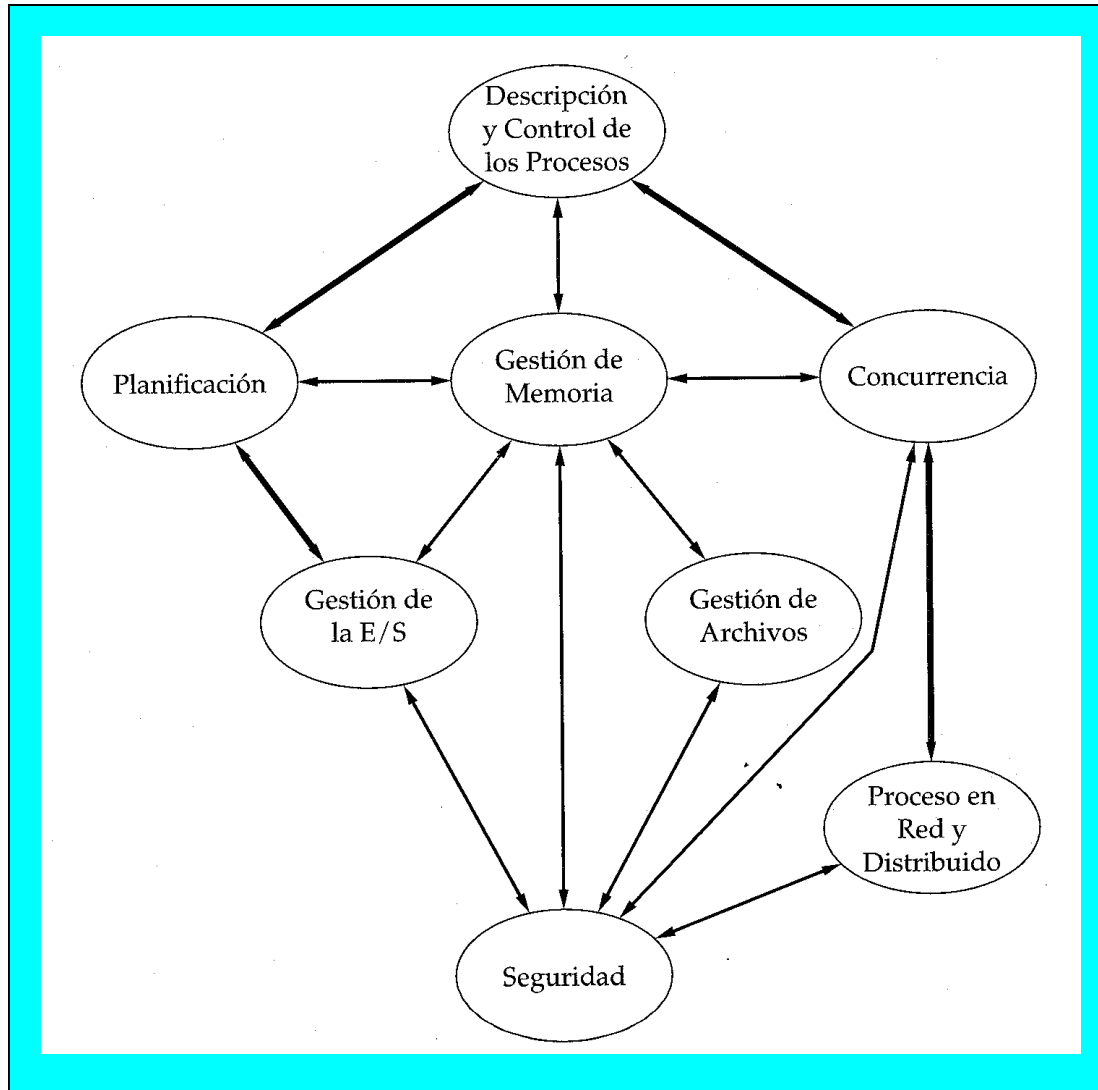 Descripción
y Control de
los Procesos
Planificación
Gestión de
Memoria
Concurrencia
Gestión de
la E/S
Gestión de
Archivos
Proceso en
Red y
Distribuido
Seguridad